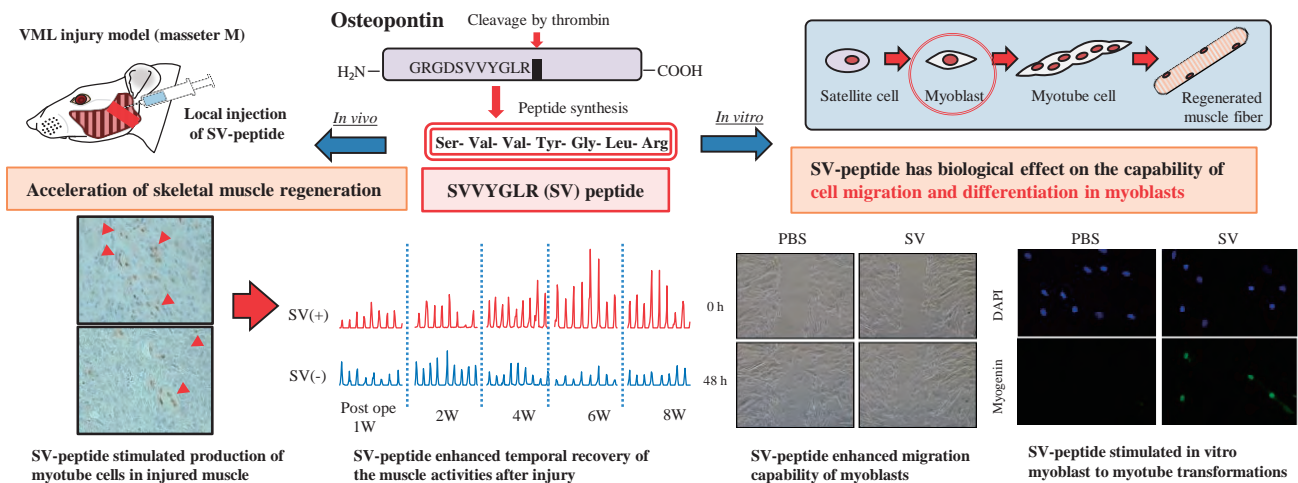 VML injury model (masseter M)
Local injection
of SV-peptide
Osteopontin
Cleavage by thrombin
H₂N
GRGDSVVYGLR
COOH
Peptide synthesis
In vivo
Ser- Val- Val- Tyr- Gly- Leu- Arg
In vitro
SVVYGLR (SV) peptide
Satellite cell
Myoblast
Myotube cell
Regenerated
muscle fiber
Acceleration of skeletal muscle regeneration
SV-peptide has biological effect on the capability of
cell migration and differentiation in myoblasts
SV(+)
SV(-)
Post ope
1W
2W
4W
6W
8W
PBS
SV
0 h
48 h
PBS
SV
DAPI
Myogenin
SV-peptide stimulated production of
myotube cells in injured muscle
SV-peptide enhanced temporal recovery of
the muscle activities after injury
SV-peptide enhanced migration
capability of myoblasts
SV-peptide stimulated in vitro
myoblast to myotube transformations